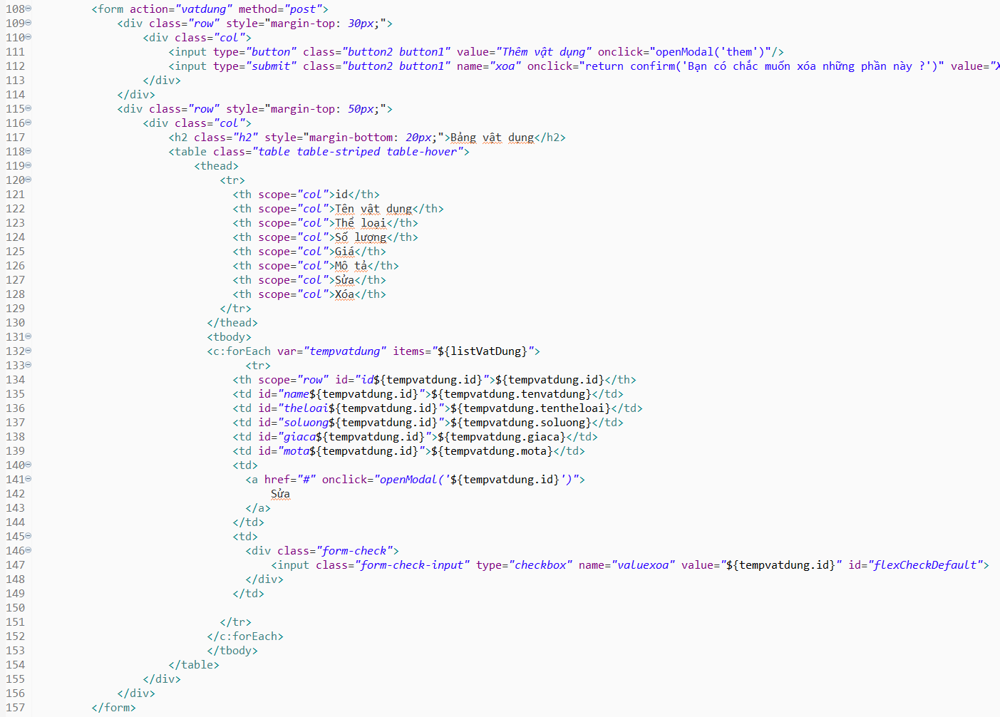 108 <form action="vatdung" method="post">
109 <div class="row" style="margin-top: 30px;">
110 <div class="col">
111 <input type="button" class="button2 button1" value="Thêm vật dụng" onclick="openModal('them')"/>
112 <input type="submit" class="button2 button1" name="xoa" onclick="return confirm('Bạn có chắc muốn xóa những phần này ?')" value="X
113 </div>
114 </div>
115 <div class="row" style="margin-top: 50px;">
116 <div class="col">
117 <h2 class="h2" style="margin-bottom: 20px;">Bảng vật dụng</h2>
118 <table class="table table-striped table-hover">
119 <thead>
120 <tr>
121 <th scope="col">id</th>
122 <th scope="col">Tên vật dụng</th>
123 <th scope="col">Thể loại</th>
124 <th scope="col">Số lượng</th>
125 <th scope="col">Giá</th>
126 <th scope="col">Mô tả</th>
127 <th scope="col">Sửa</th>
128 <th scope="col">Xóa</th>
129 </tr>
130 </thead>
131 <tbody>
132 <c:forEach var="tempvatdung" items="${listVatDung}">
133 <tr>
134 <th scope="row" id="id${tempvatdung.id}">${tempvatdung.id}</th>
135 <td id="name${tempvatdung.id}">${tempvatdung.tenvatdung}</td>
136 <td id="theloai${tempvatdung.id}">${tempvatdung.tentheloai}</td>
137 <td id="soluong${tempvatdung.id}">${tempvatdung.soluong}</td>
138 <td id="giaca${tempvatdung.id}">${tempvatdung.giaca}</td>
139 <td id="mota${tempvatdung.id}">${tempvatdung.mota}</td>
140 <td>
141 <a href="#" onclick="openModal('${tempvatdung.id}')">
142 Sửa
143 </a>
144 </td>
145 <td>
146 <div class="form-check">
147 <input class="form-check-input" type="checkbox" name="valuexoa" value="${tempvatdung.id}" id="flexCheckDefault">
148 </div>
149 </td>
150
151 </tr>
152 </c:forEach>
153 </tbody>
154 </table>
155 </div>
156 </div>
157 </form>